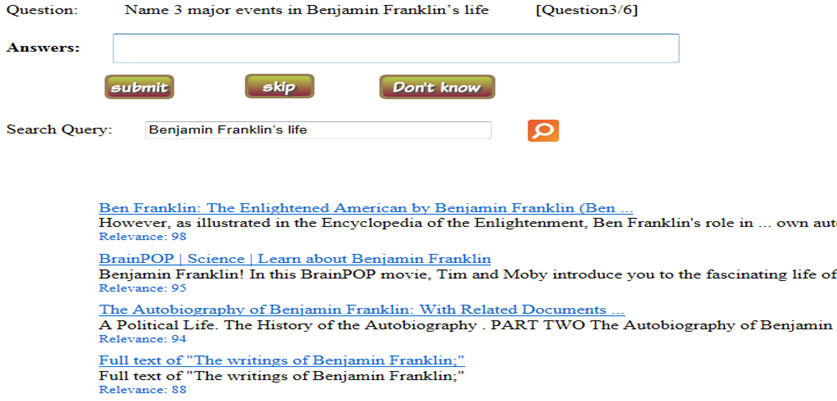 Question: Name 3 major events in Benjamin Franklin's life [Question3/6]
Answers:
submit skip Don't know
Search Query: Benjamin Franklin's life
Ben Franklin: The Enlightened American by Benjamin Franklin (Ben ...
However, as illustrated in the Encyclopedia of the Enlightenment, Ben Franklin's role in ... own aut
Relevance: 98
BrainPOP | Science | Learn about Benjamin Franklin
Benjamin Franklin! In this BrainPOP movie, Tim and Moby introduce you to the fascinating life of
Relevance: 95
The Autobiography of Benjamin Franklin: With Related Documents ...
A Political Life. The History of the Autobiography . PART TWO The Autobiography of Benjamin
Relevance: 94
Full text of "The writings of Benjamin Franklin;"
Full text of "The writings of Benjamin Franklin;"
Relevance: 88